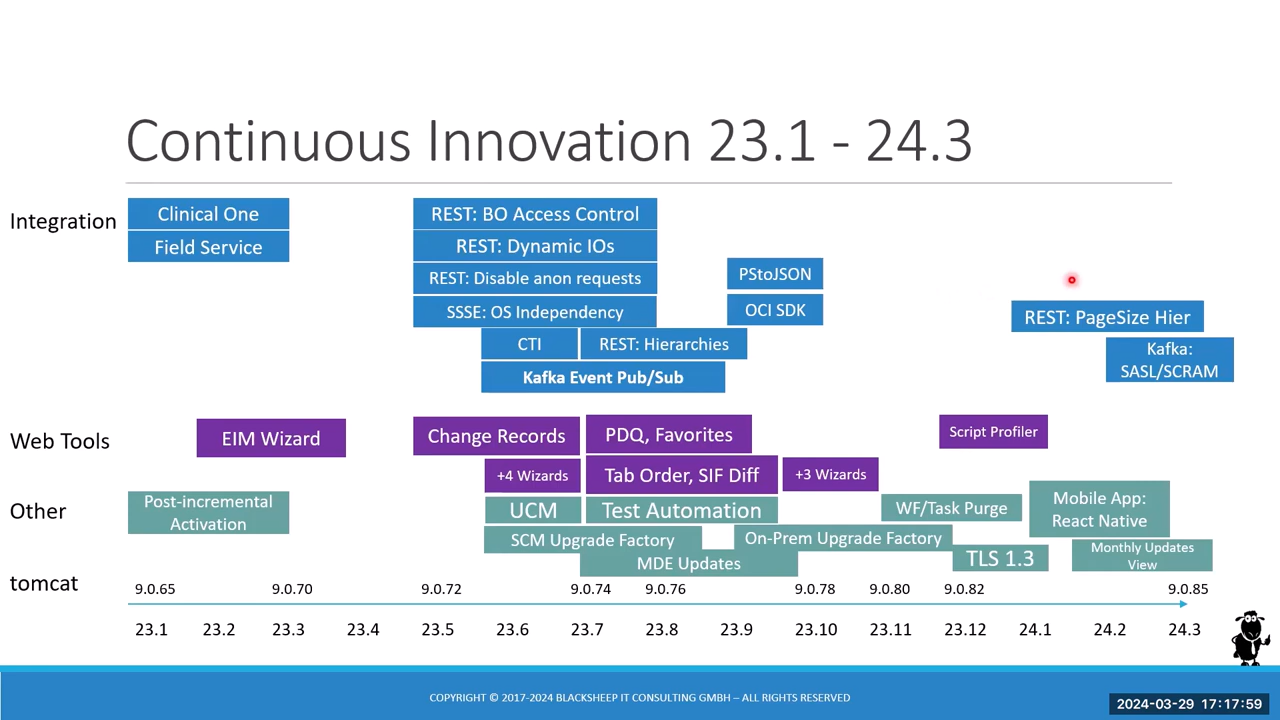 Continuous Innovation 23.1 - 24.3
Integration
Clinical One
Field Service
REST: BO Access Control
REST: Dynamic IOs
REST: Disable anon requests
SSSE: OS Independency
CTI
REST: Hierarchies
Kafka Event Pub/Sub
PStoJSON
OCI SDK
REST: PageSize Hier
Kafka:
SASL/SCRAM
Web Tools
EIM Wizard
Change Records
PDQ, Favorites
Script Profiler
+4 Wizards
Tab Order, SIF Diff
+3 Wizards
Other
Post-incremental
Activation
UCM
Test Automation
WF/Task Purge
Mobile App:
React Native
SCM Upgrade Factory
On-Prem Upgrade Factory
MDE Updates
TLS 1.3
Monthly Updates
View
tomcat
9.0.65 9.0.70 9.0.72 9.0.74 9.0.76 9.0.78 9.0.80 9.0.82 9.0.85
23.1 23.2 23.3 23.4 23.5 23.6 23.7 23.8 23.9 23.10 23.11 23.12 24.1 24.2 24.3
COPYRIGHT © 2017-2024 BLACKSHEEP IT CONSULTING GMBH – ALL RIGHTS RESERVED
2024-03-29 17:17:59